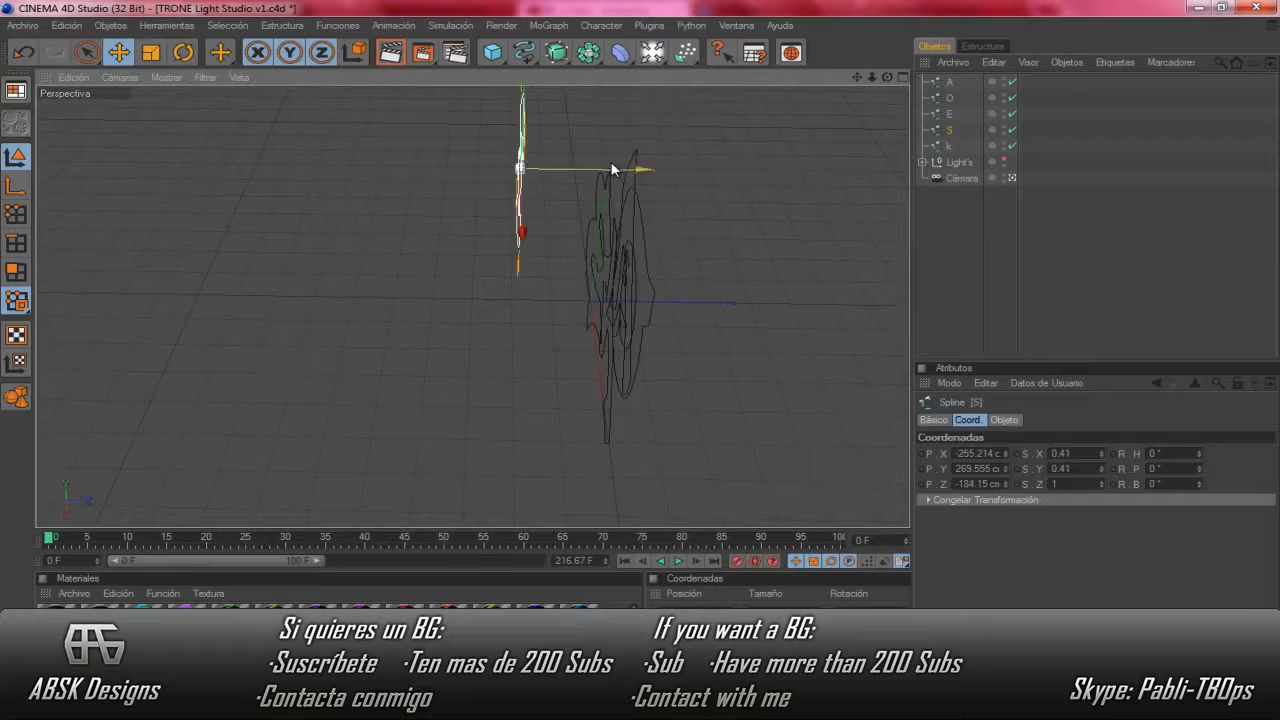 CINEMA 4D Studio (32 Bit) - [TRONE Light Studio v1.c4d *]
Archivo Edición Objetos Herramientas Selección Estructura Funciones Animación Simulación Render MoGraph Character Plugins Python Ventana Ayuda
Objetos Estructura
Archivo Editar Visor Objetos Etiquetas Marcadore:
Edición Cámaras Mostrar Filtrar Vista
Perspectiva
A
O
E
S
k
Light's
Cámara
Atributos
Modo Editar Datos de Usuario
Spline [S]
Básico Coord. Objeto
Coordenadas
P . X -255.214 c S . X 0.41 R . H 0 °
P . Y 269.555 c S . Y 0.41 R . P 0 °
P . Z -184.15 cm S . Z 1 R . B 0 °
Congelar Transformación
Y
Z
0 5 10 15 20 25 30 35 40 45 50 55 60 65 70 75 80 85 90 95 10 0 F
0 F 0 F 100 F 216.67 F
Materiales Coordenadas
Archivo Edición Función Textura Posición Tamaño Rotación
Si quieres un BG:
·Suscríbete ·Ten mas de 200 Subs
·Contacta conmigo
If you want a BG:
·Sub ·Have more than 200 Subs
·Contact with me
ABSK Designs
Skype: Pabli-TBOps